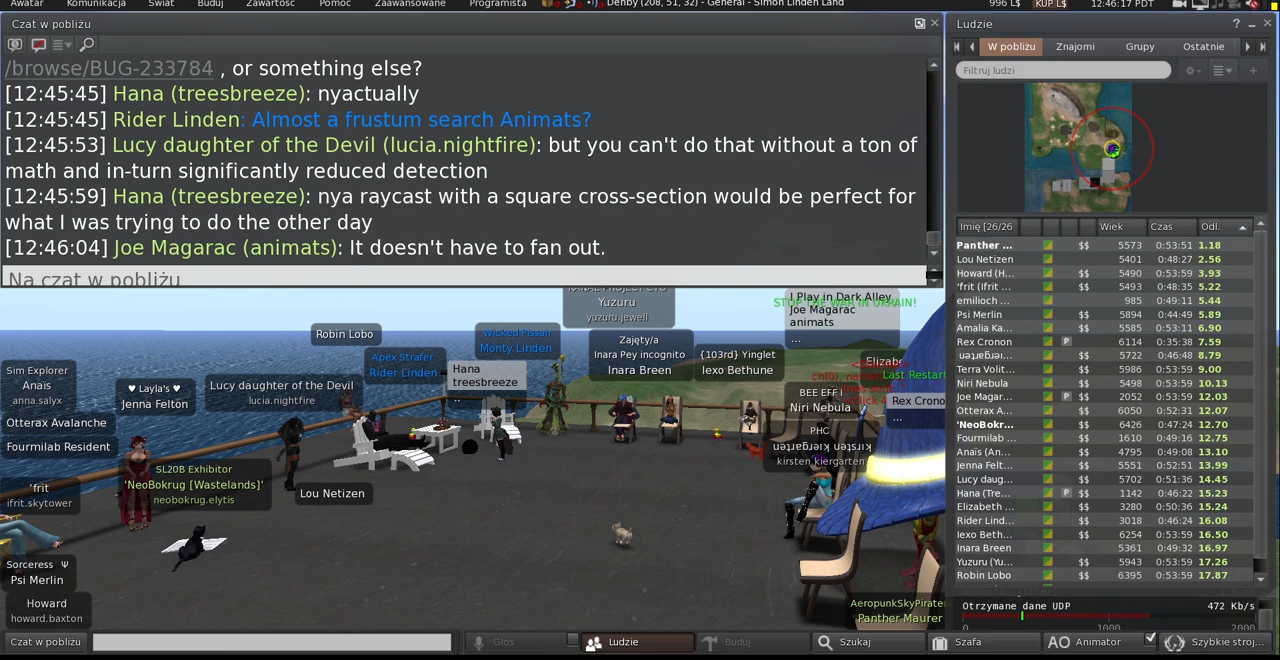 Awatar Komunikacja Świat Buduj Zawartość Pomoc Zaawansowane Programista Denby (208, 51, 32) - General - Simon Linden Land 996 L$ KUP L$ 12:46:17 PDT
Czat w pobliżu
/browse/BUG-233784 , or something else?
[12:45:45] Hana (treesbreeze): nyactually
[12:45:45] Rider Linden: Almost a frustum search Animats?
[12:45:53] Lucy daughter of the Devil (lucia.nightfire): but you can't do that without a ton of
math and in-turn significantly reduced detection
[12:45:59] Hana (treesbreeze): nya raycast with a square cross-section would be perfect for
what I was trying to do the other day
[12:46:04] Joe Magarac (animats): It doesn't have to fan out.
Na czat w pobliżu
Yuzuru
yuzuru.jewell
STOP THE WAR IN UKRAIN!
I Play in Dark Alley
Joe Magarac
animats
...
Robin Lobo
Wicked Pissah
Monty Linden
Zajęty/a
Inara Pey incognito
Inara Breen
{103rd} Yinglet
Iexo Bethune
Apex Strafer
Rider Linden
Hana
treesbreeze
..
Elizabe
Last Restart
Sim Explorer
Anaïs
anna.salyx
♥ Layla's ♥
Jenna Felton
Lucy daughter of the Devil
lucia.nightfire
BEE EFF I
Niri Nebula
Rex Crono
...
Otterax Avalanche
Fourmilab Resident
PHC
kirsten.kiergarten
SL20B Exhibitor
'NeoBokrug [Wastelands]'
neobokrug.elytis
'frit
ifrit.skytower
Lou Netizen
Sorceress Ψ
Psi Merlin
Howard
howard.baxton
AeropunkSkyPirate
Panther Maurer
Ludzie
W pobliżu Znajomi Grupy Ostatnie
Filtruj ludzi
Imię [26/26 Wiek Czas Odl.
Panther ... $$ 5573 0:53:51 1.18
Lou Netizen 5401 0:48:27 2.56
Howard (H... $$ 5490 0:53:59 3.93
'frit (Ifrit ... $$ 5493 0:48:35 5.22
emilioch ... 985 0:49:11 5.44
Psi Merlin $$ 5894 0:44:49 5.89
Amalia Ka... $$ 5585 0:53:11 6.90
Rex Cronon P 6114 0:35:38 7.59
$$ 5722 0:46:48 8.79
Terra Volit... $$ 5986 0:53:59 9.00
Niri Nebula $$ 5498 0:53:59 10.13
Joe Magar... P $$ 2052 0:53:59 12.03
Otterax A... $$ 6050 0:52:31 12.07
'NeoBokr... $$ 6426 0:47:24 12.70
Fourmilab ... $$ 1610 0:49:16 12.75
Anaïs (An... $$ 4795 0:49:08 13.10
Jenna Felt... $$ 5551 0:52:51 13.99
Lucy daug... $$ 5702 0:51:36 14.45
Hana (Tre... P 1142 0:46:22 15.23
Elizabeth ... $$ 3280 0:50:36 15.24
Rider Lind... $$ 3018 0:46:24 16.08
Iexo Beth... $$ 6254 0:53:59 16.50
Inara Breen 5361 0:49:32 16.97
Yuzuru (Yu... $$ 5943 0:53:59 17.26
Robin Lobo $$ 6395 0:53:59 17.87
Otrzymane dane UDP 472 Kb/s
0 1000 2000
Czat w pobliżu Głos Ludzie Buduj Szukaj Szafa AO Animator Szybkie stroj...